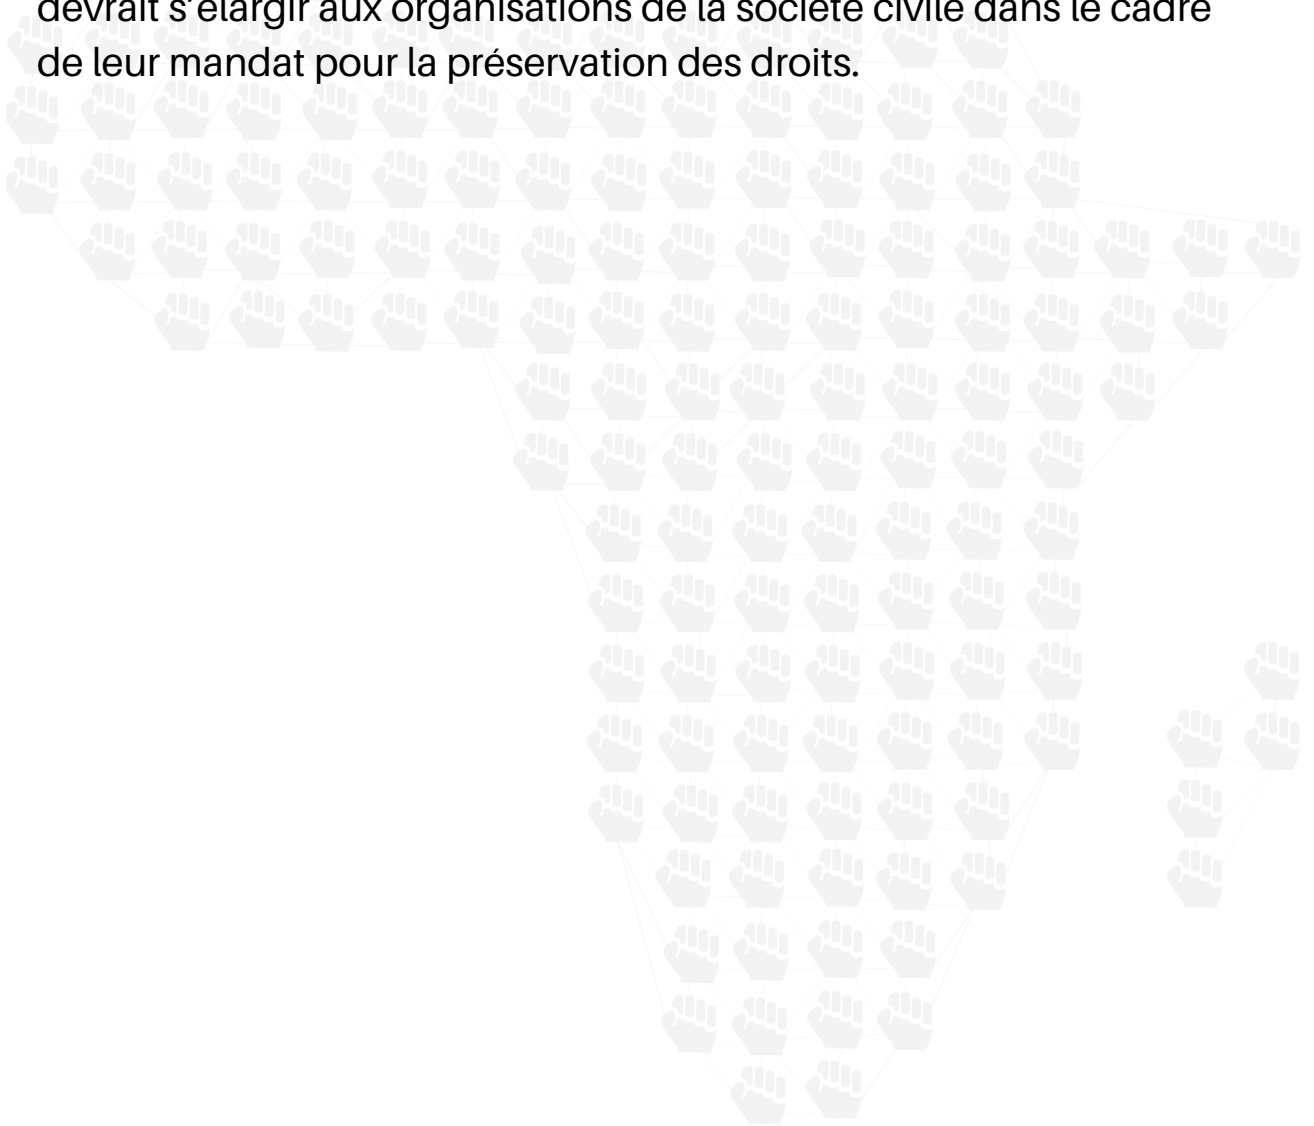 devrait s’élargir aux organisations de la société civile dans le cadre
de leur mandat pour la préservation des droits.